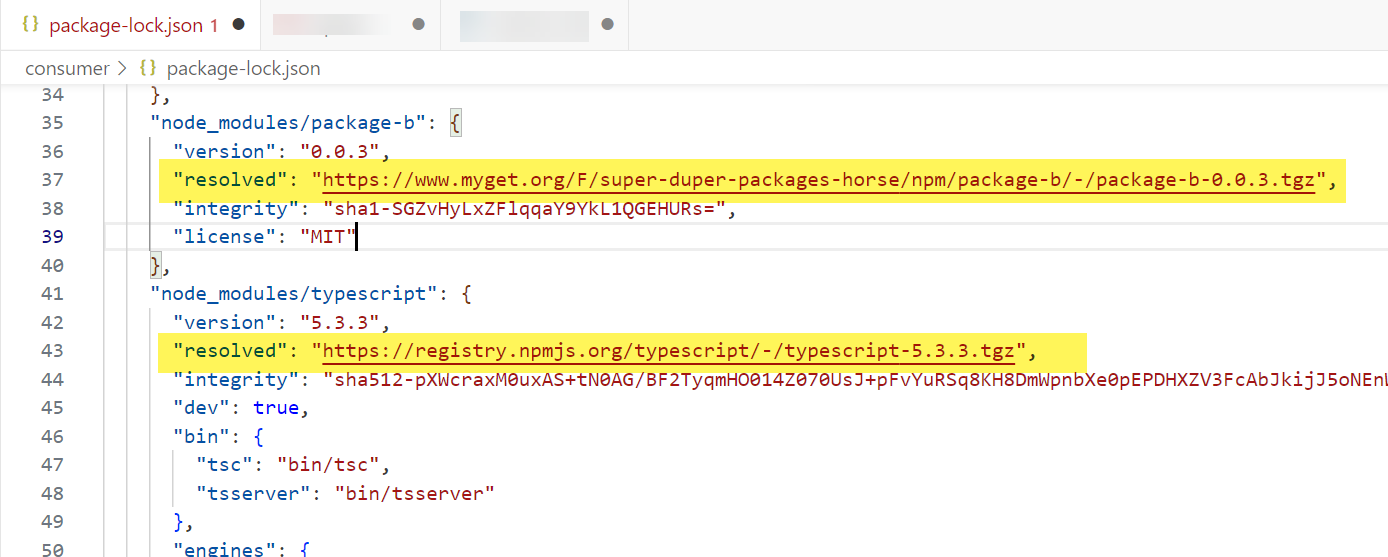 {} package-lock.json 1
consumer > {} package-lock.json
34 },
35 "node_modules/package-b": {
36 "version": "0.0.3",
37 "resolved": "https://www.myget.org/F/super-duper-packages-horse/npm/package-b/-/package-b-0.0.3.tgz",
38 "integrity": "sha1-SGZvHyLxZFlqqaY9YkL1QGEHURs=",
39 "license": "MIT"
40 },
41 "node_modules/typescript": {
42 "version": "5.3.3",
43 "resolved": "https://registry.npmjs.org/typescript/-/typescript-5.3.3.tgz",
44 "integrity": "sha512-pXWcraxM0uxAS+tN0AG/BF2TyqmHO014Z070UsJ+pFvYuRSq8KH8DmWpnbXe0pEPDHXZV3FcAbJkijJ5oNEnW
45 "dev": true,
46 "bin": {
47 "tsc": "bin/tsc",
48 "tsserver": "bin/tsserver"
49 },
50 "engines": {